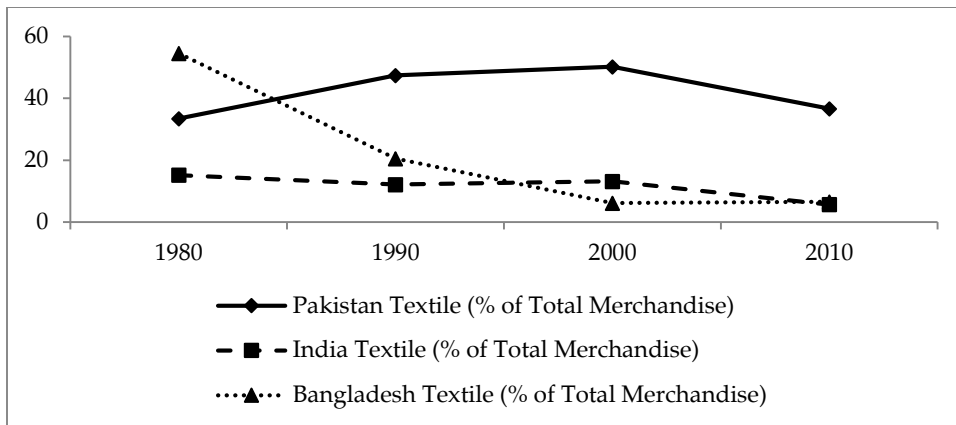 60
40
20
0
1980 1990 2000 2010
Pakistan Textile (% of Total Merchandise)
India Textile (% of Total Merchandise)
Bangladesh Textile (% of Total Merchandise)